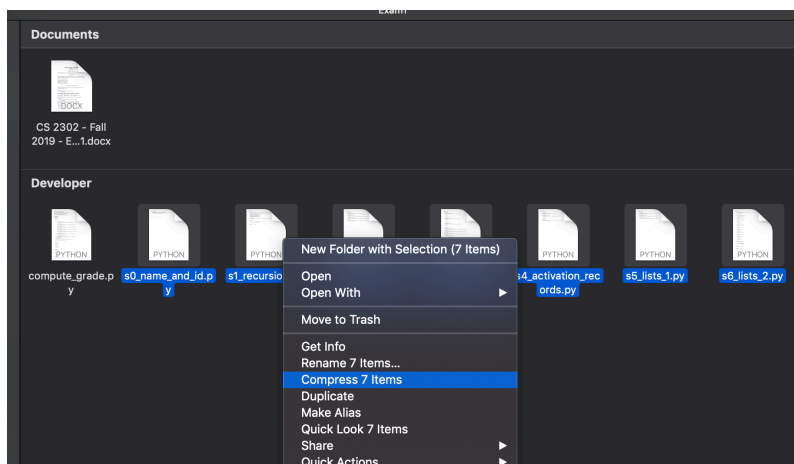 Exam1
Documents
DOCX
CS 2302 - Fall
2019 - E...1.docx
Developer
PYTHON
compute_grade.p
y
PYTHON
s0_name_and_id.p
y
PYTHON
s1_recursio
PYTHON
s4_activation_rec
ords.py
PYTHON
s5_lists_1.py
PYTHON
s6_lists_2.py
New Folder with Selection (7 Items)
Open
Open With
Move to Trash
Get Info
Rename 7 Items...
Compress 7 Items
Duplicate
Make Alias
Quick Look 7 Items
Share
Quick Actions